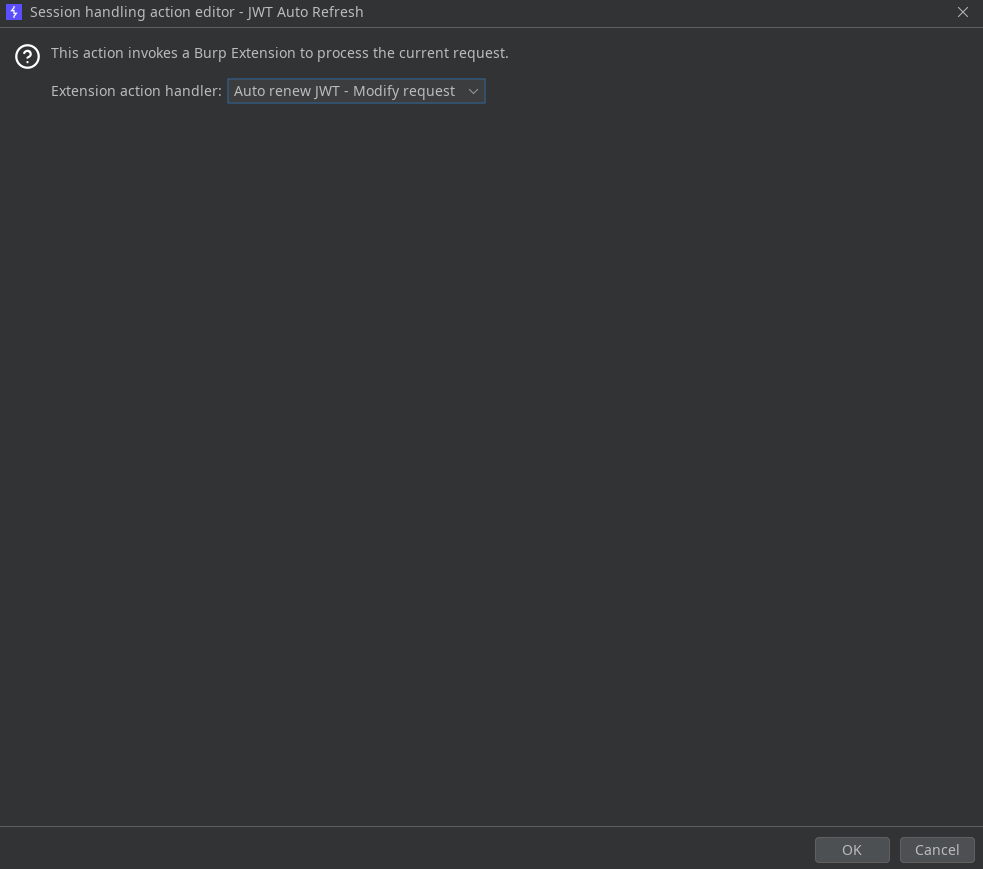 Session handling action editor - JWT Auto Refresh
This action invokes a Burp Extension to process the current request.
Extension action handler: Auto renew JWT - Modify request
OK Cancel